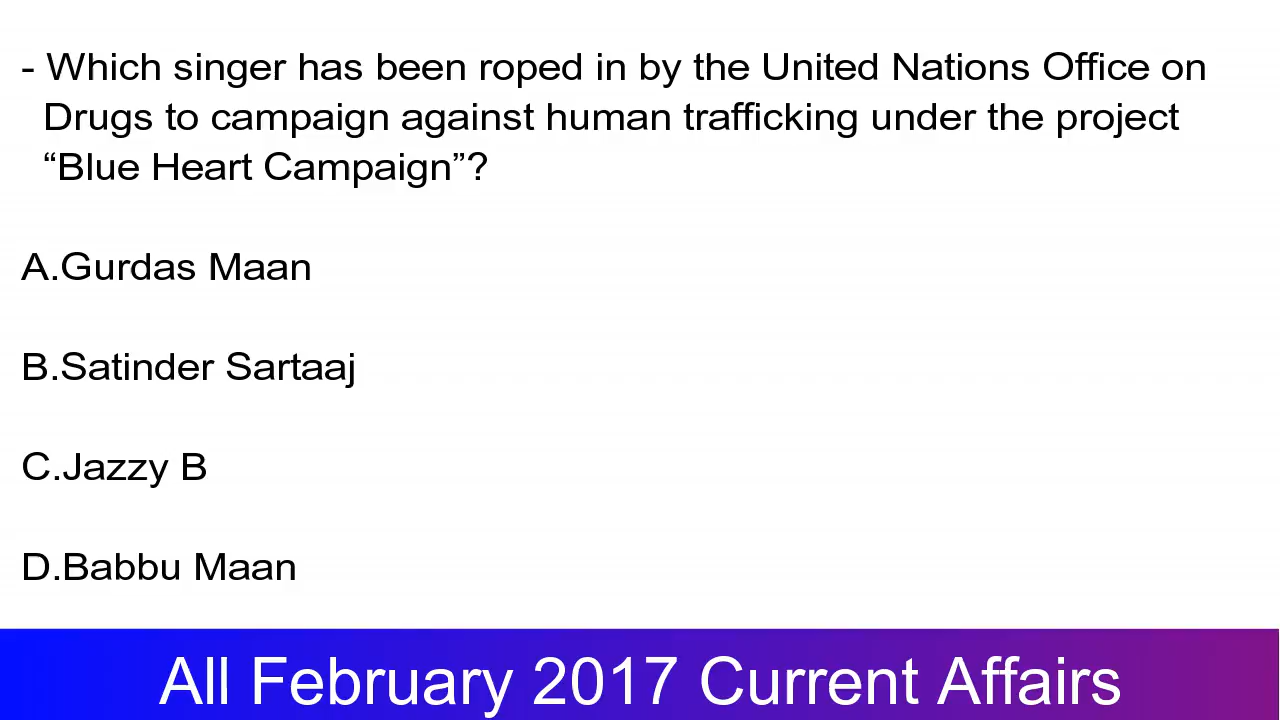 - Which singer has been roped in by the United Nations Office on
Drugs to campaign against human trafficking under the project
“Blue Heart Campaign”?
A.Gurdas Maan
B.Satinder Sartaaj
C.Jazzy B
D.Babbu Maan
All February 2017 Current Affairs